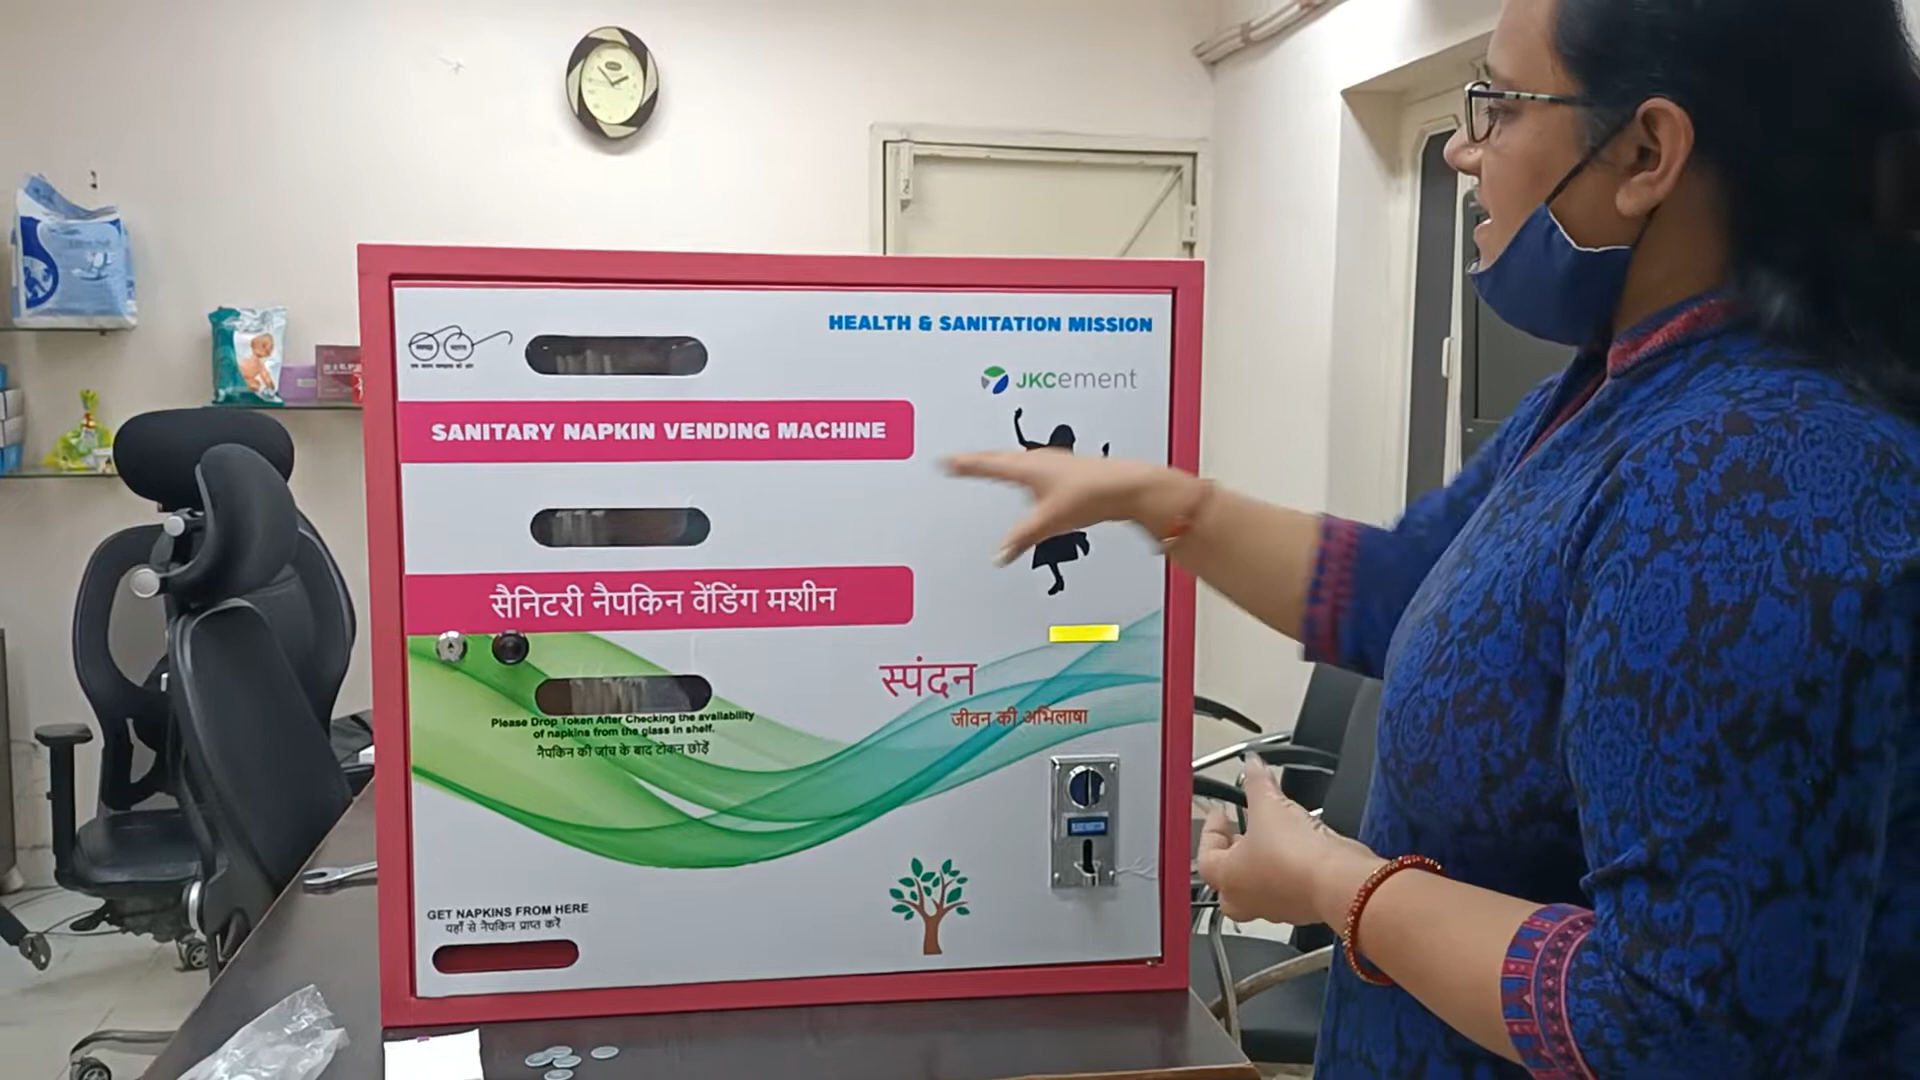 HEALTH & SANITATION MISSION
JKCement
SANITARY NAPKIN VENDING MACHINE
सैनिटरी नैपकिन वेंडिंग मशीन
स्पंदन
जीवन की अभिलाषा
Please Drop Token After Checking the availability
of napkins from the glass in shelf.
नैपकिन की जांच के बाद टोकन छोड़ें
GET NAPKINS FROM HERE
यहाँ से नैपकिन प्राप्त करें